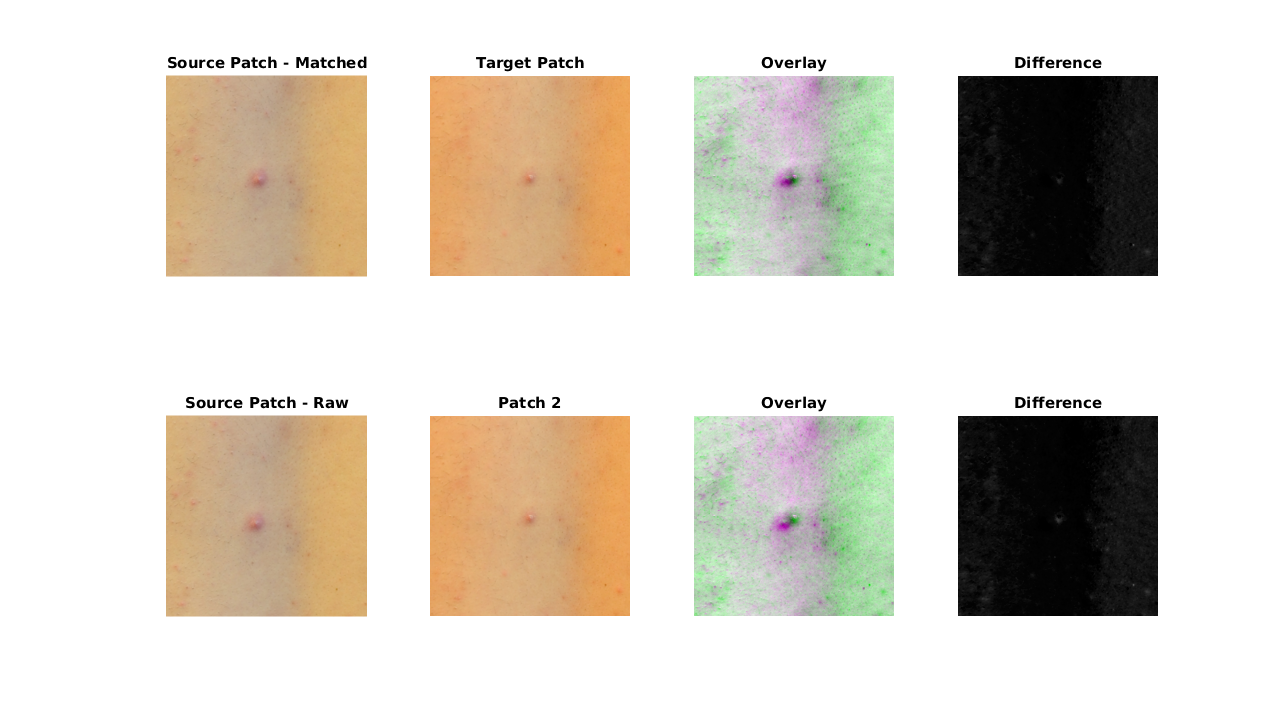 Source Patch - Matched
Target Patch
Overlay
Difference
Source Patch - Raw
Patch 2
Overlay
Difference